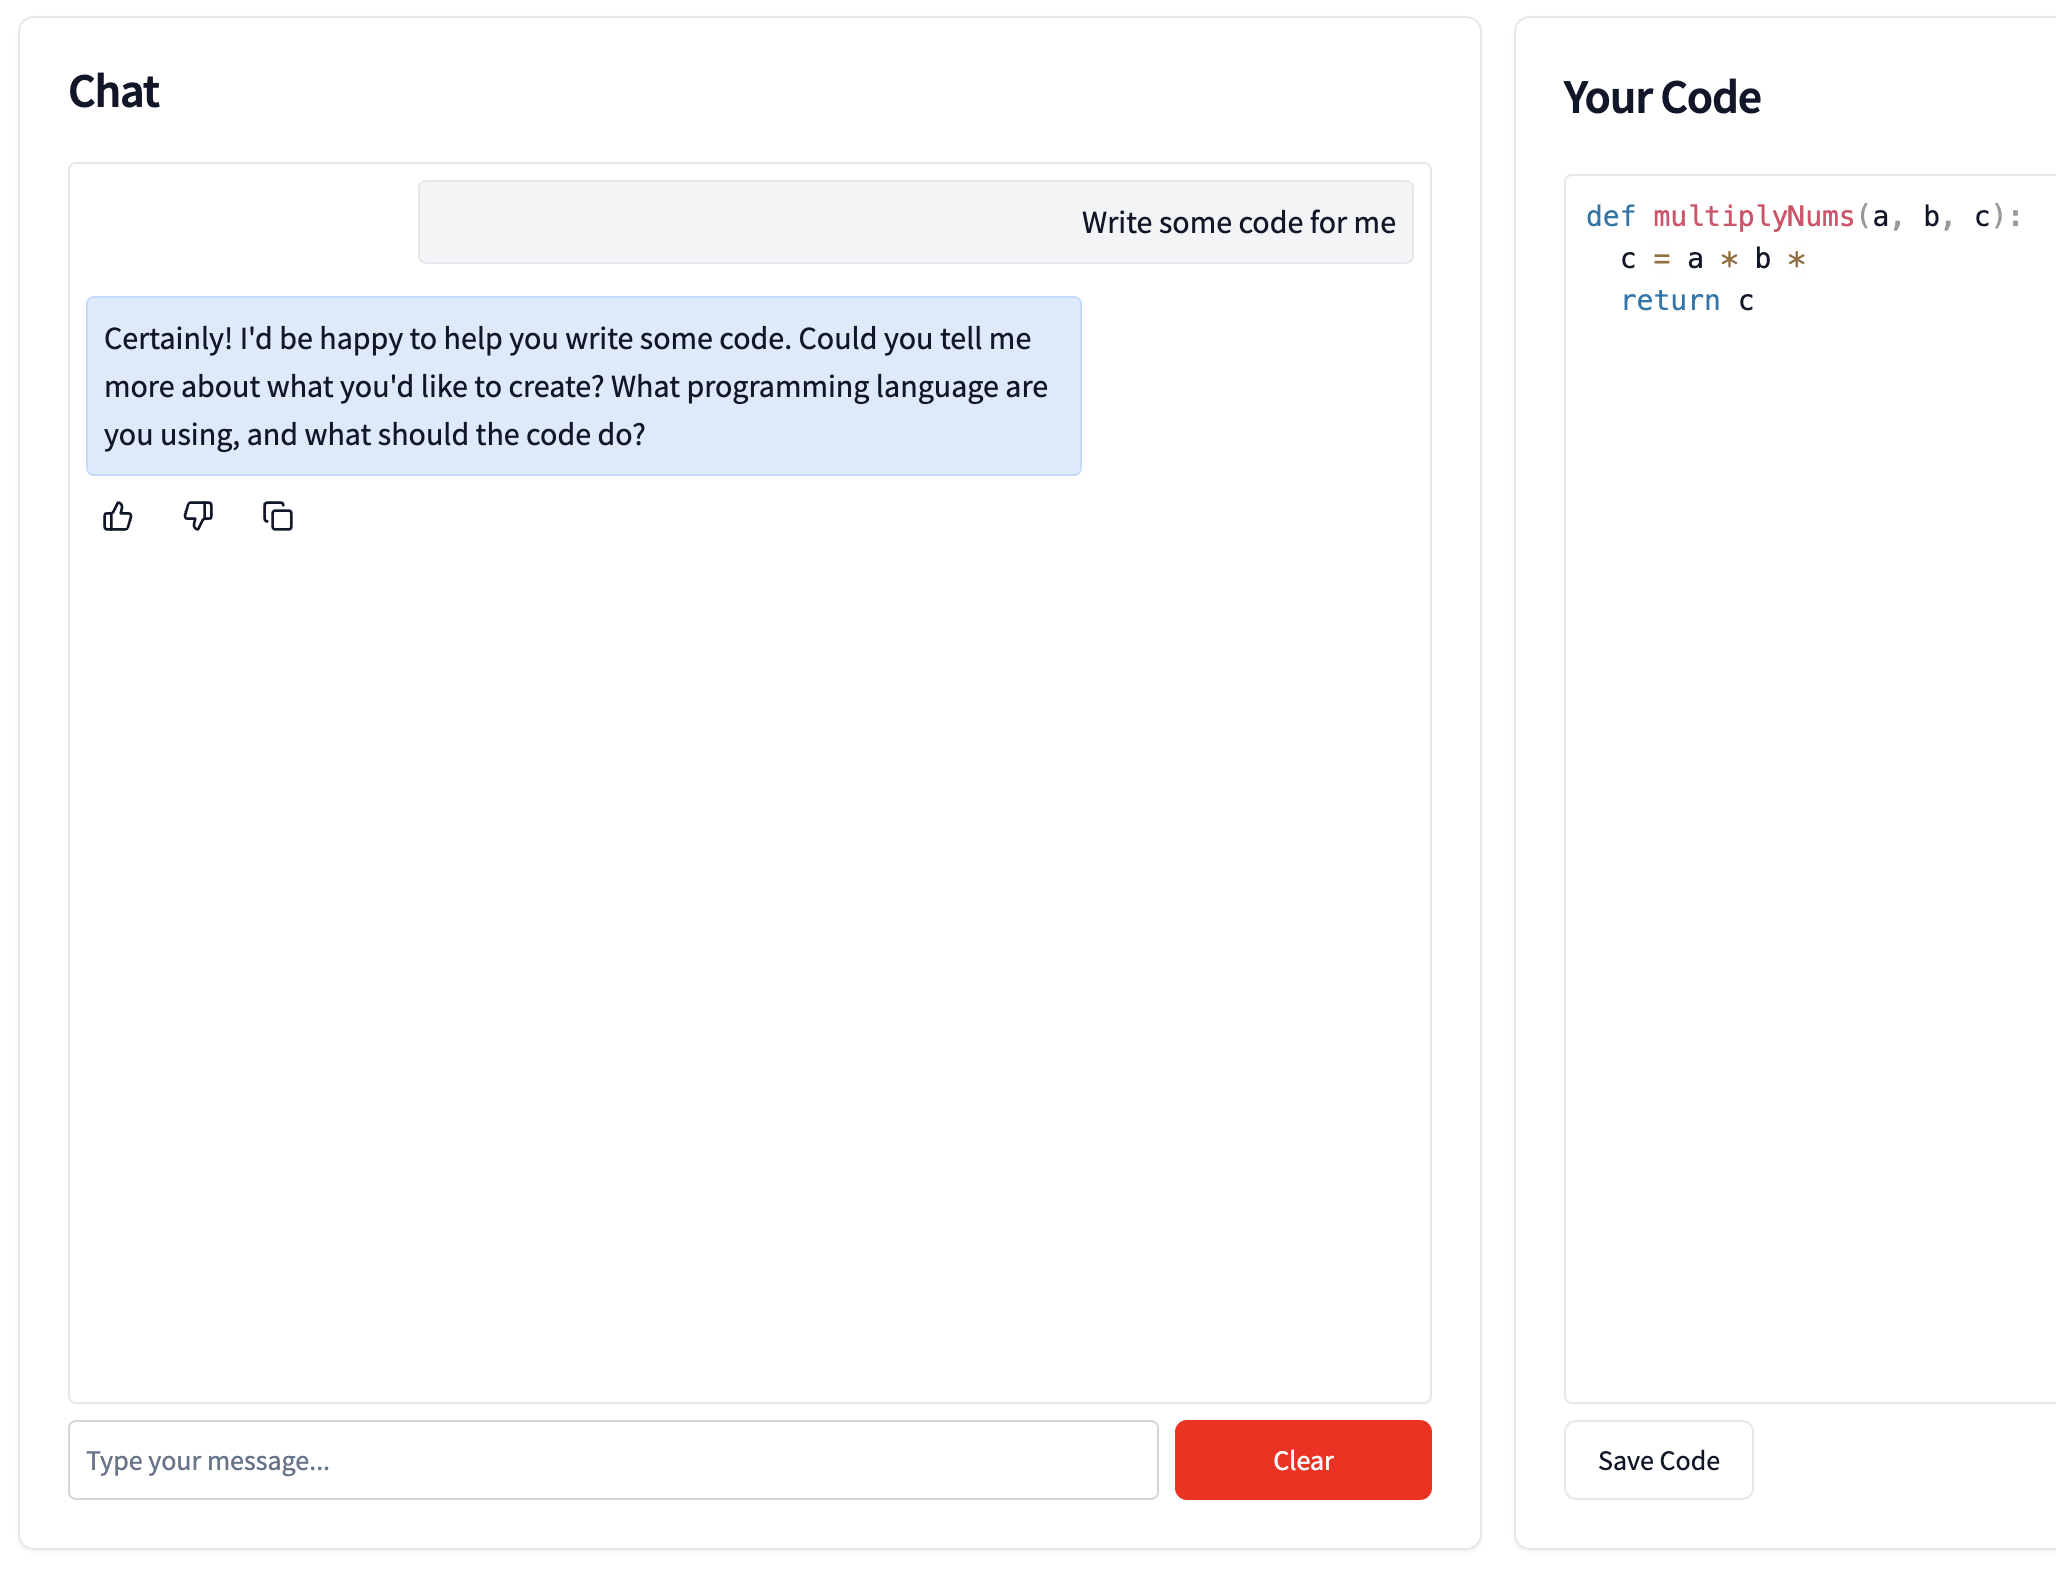 Chat
Write some code for me
Certainly! I'd be happy to help you write some code. Could you tell me
more about what you'd like to create? What programming language are
you using, and what should the code do?
Type your message...
Clear
Your Code
def multiplyNums(a, b, c):
  c = a * b *
  return c
Save Code